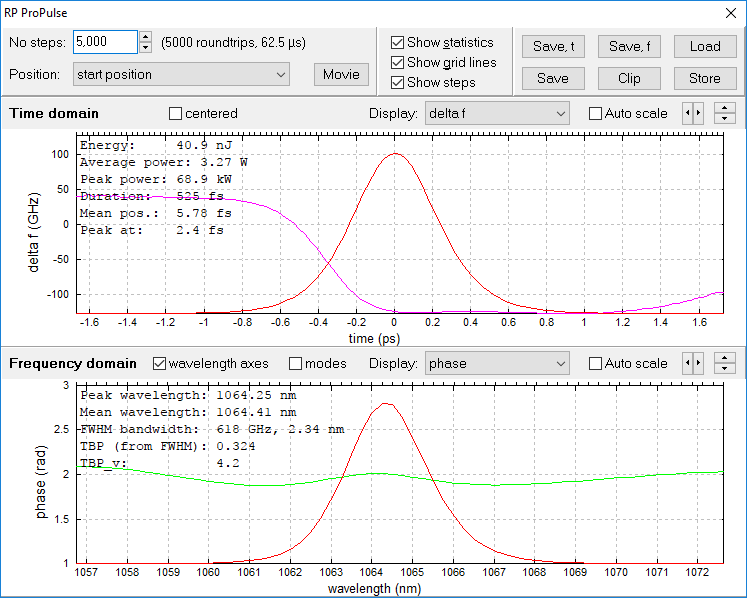 RP ProPulse
No steps: 5,000 (5000 roundtrips, 62.5 µs)
Position: start position Movie
Show statistics
Show grid lines
Show steps
Save, t Save, f Load
Save Clip Store
Time domain centered Display: delta f Auto scale
Energy: 40.9 nJ
Average power: 3.27 W
Peak power: 68.9 kW
Duration: 525 fs
Mean pos.: 5.78 fs
Peak at: 2.4 fs
delta f (GHz)
100
50
0
-50
-100
-1.6 -1.4 -1.2 -1 -0.8 -0.6 -0.4 -0.2 0 0.2 0.4 0.6 0.8 1 1.2 1.4 1.6
time (ps)
Frequency domain wavelength axes modes Display: phase Auto scale
Peak wavelength: 1064.25 nm
Mean wavelength: 1064.41 nm
FWHM bandwidth: 618 GHz, 2.34 nm
TBP (from FWHM): 0.324
TBP_v: 4.2
phase (rad)
3
2.5
2
1.5
1
1057 1058 1059 1060 1061 1062 1063 1064 1065 1066 1067 1068 1069 1070 1071 1072
wavelength (nm)